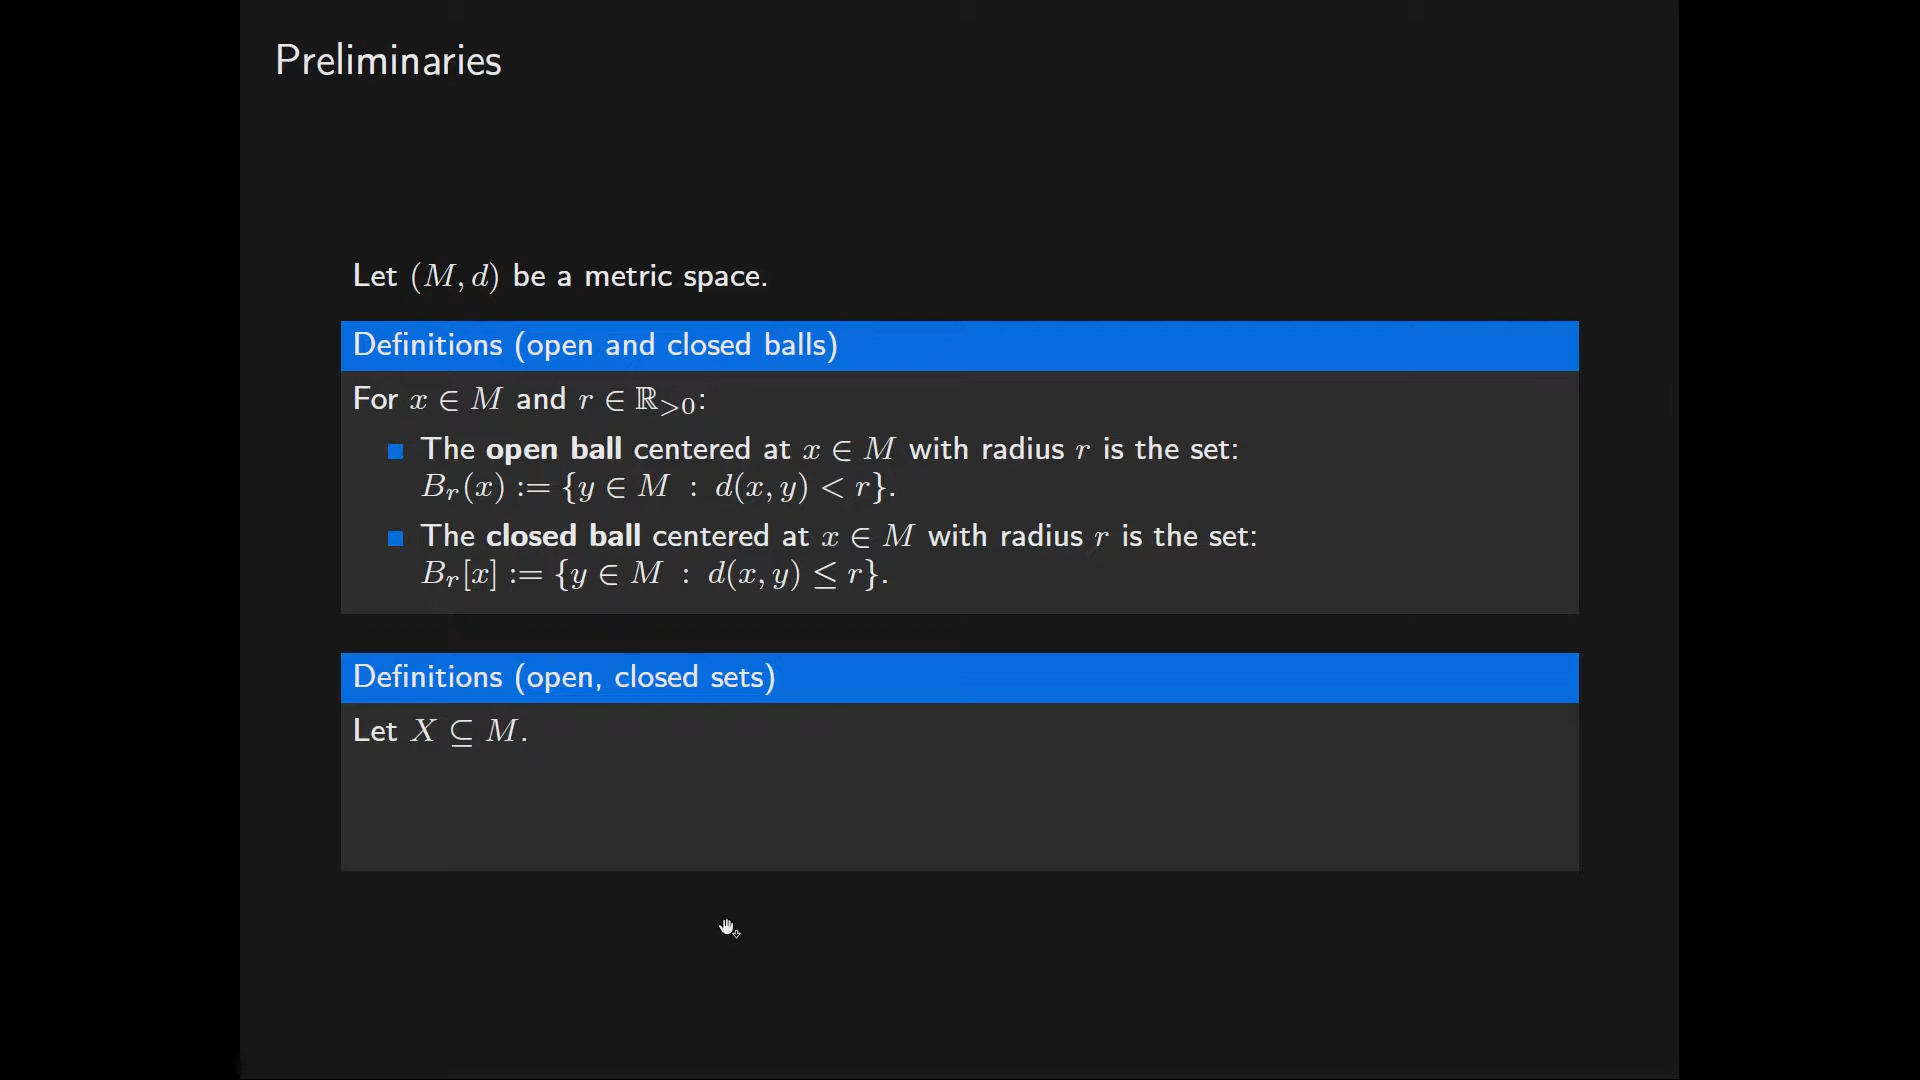 Preliminaries
Let (M, d) be a metric space.
Definitions (open and closed balls)
For x ∈ M and r ∈ ℝ>0:
The open ball centered at x ∈ M with radius r is the set:
Bᵣ(x) := {y ∈ M : d(x, y) < r}.
The closed ball centered at x ∈ M with radius r is the set:
Bᵣ[x] := {y ∈ M : d(x, y) ≤ r}.
Definitions (open, closed sets)
Let X ⊆ M.